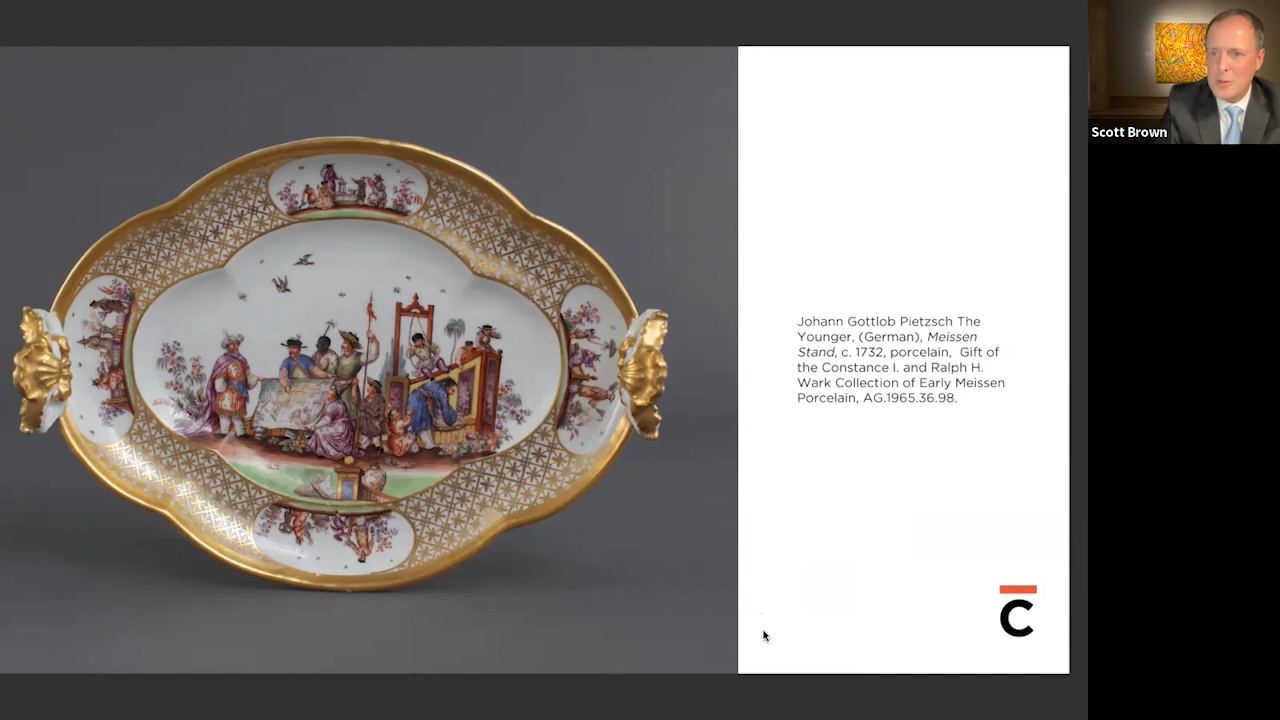 Scott Brown
Johann Gottlob Pietzsch The
Younger, (German), Meissen
Stand, c. 1732, porcelain,  Gift of
the Constance I. and Ralph H.
Wark Collection of Early Meissen
Porcelain, AG.1965.36.98.
C